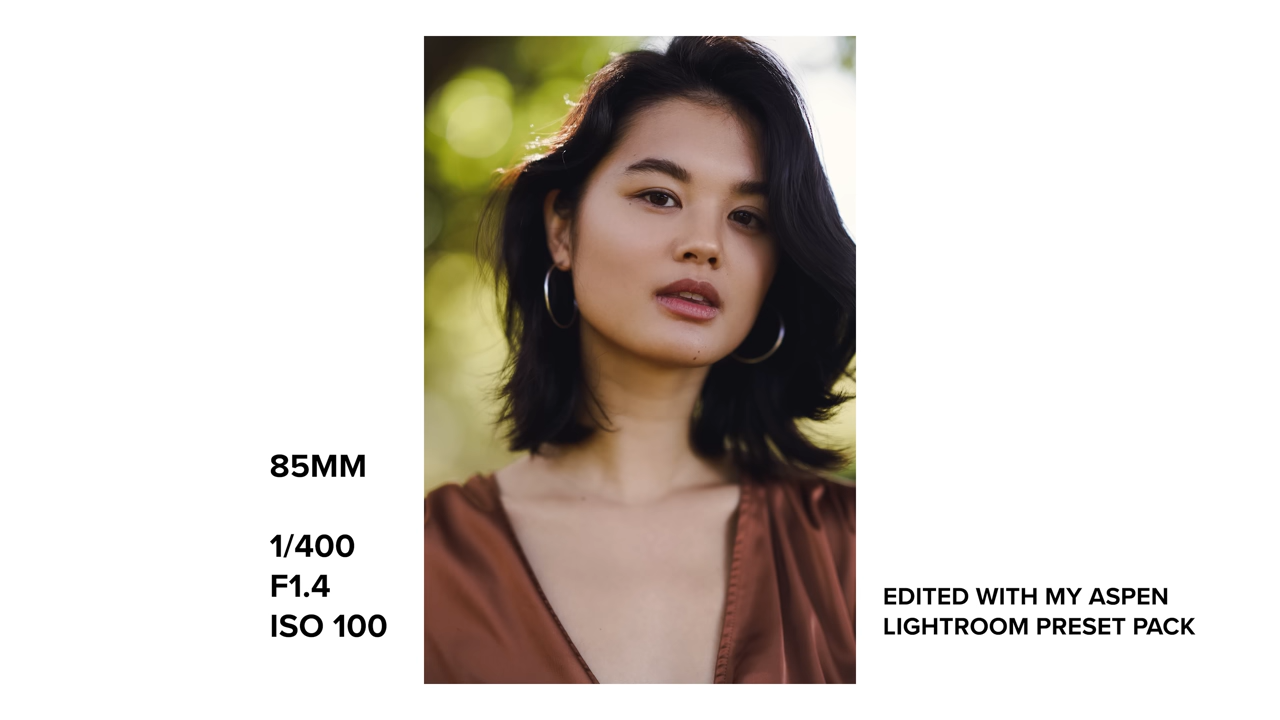 85MM
1/400
F1.4
ISO 100
EDITED WITH MY ASPEN
LIGHTROOM PRESET PACK